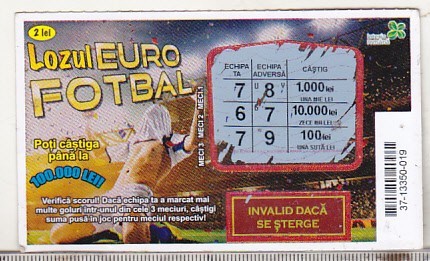 2 lei
Lozul EURO
FOTBAL
loteria
română
ECHIPA TA
ECHIPA ADVERSĂ
CÂȘTIG
MECI 1
7
8
1.000 lei
UNA MIE LEI
MECI 2
6
7
10.000 lei
ZECE MII LEI
MECI 3
7
9
100 lei
UNA SUTĂ LEI
Poți câștiga
până la
100.000 LEI!
Verifică scorul! Dacă echipa ta a marcat mai
multe goluri într-unul din cele 3 meciuri, câștigi
suma pusă în joc pentru meciul respectiv!
INVALID DACĂ
SE ȘTERGE
37-13350-019